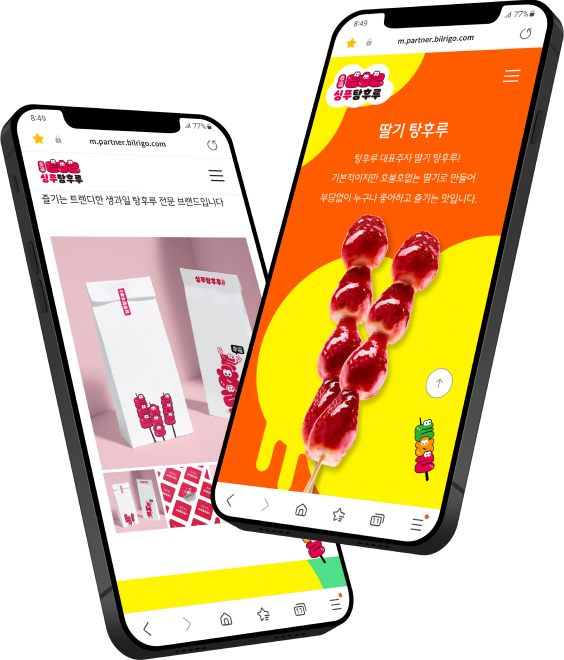 8:49
77%
m.partner.bilrigo.com
싱푸탕후루
즐기는 트렌디한 생과일 탕후루 전문 브랜드입니다
싱푸탕후루
8:49
77%
m.partner.bilrigo.com
싱푸탕후루
딸기 탕후루
탕후루 대표주자 딸기 탕후루!
기본적이지만 호불호없는 딸기로 만들어
부담없이 누구나 좋아하고 즐기는 맛입니다.